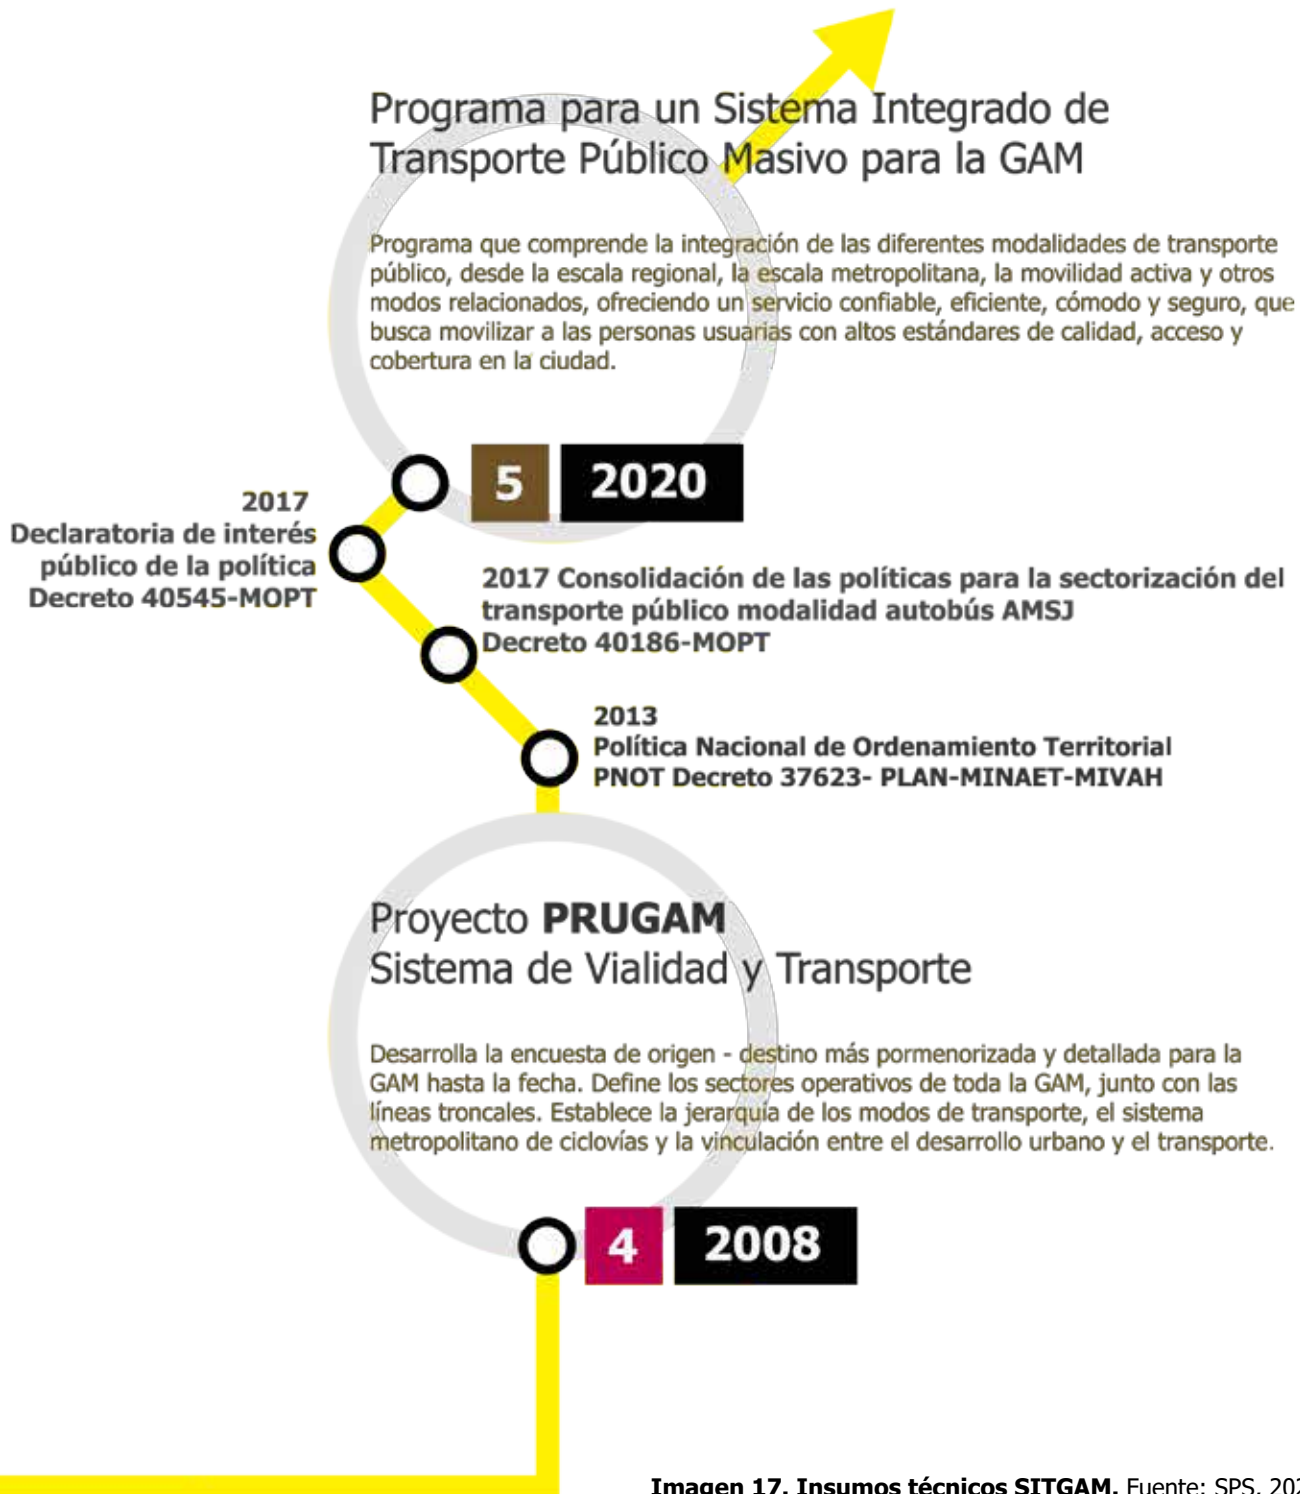 Programa para un Sistema Integrado de
Transporte Público Masivo para la GAM
Programa que comprende la integración de las diferentes modalidades de transporte
público, desde la escala regional, la escala metropolitana, la movilidad activa y otros
modos relacionados, ofreciendo un servicio confiable, eficiente, cómodo y seguro, que
busca movilizar a las personas usuarias con altos estándares de calidad, acceso y
cobertura en la ciudad.
5 2020
2017
Declaratoria de interés
público de la política
Decreto 40545-MOPT
2017 Consolidación de las políticas para la sectorización del
transporte público modalidad autobús AMSJ
Decreto 40186-MOPT
2013
Política Nacional de Ordenamiento Territorial
PNOT Decreto 37623- PLAN-MINAET-MIVAH
Proyecto PRUGAM
Sistema de Vialidad y Transporte
Desarrolla la encuesta de origen - destino más pormenorizada y detallada para la
GAM hasta la fecha. Define los sectores operativos de toda la GAM, junto con las
líneas troncales. Establece la jerarquía de los modos de transporte, el sistema
metropolitano de ciclovías y la vinculación entre el desarrollo urbano y el transporte.
4 2008
Imagen 17. Insumos técnicos SITGAM. Fuente: SPS,